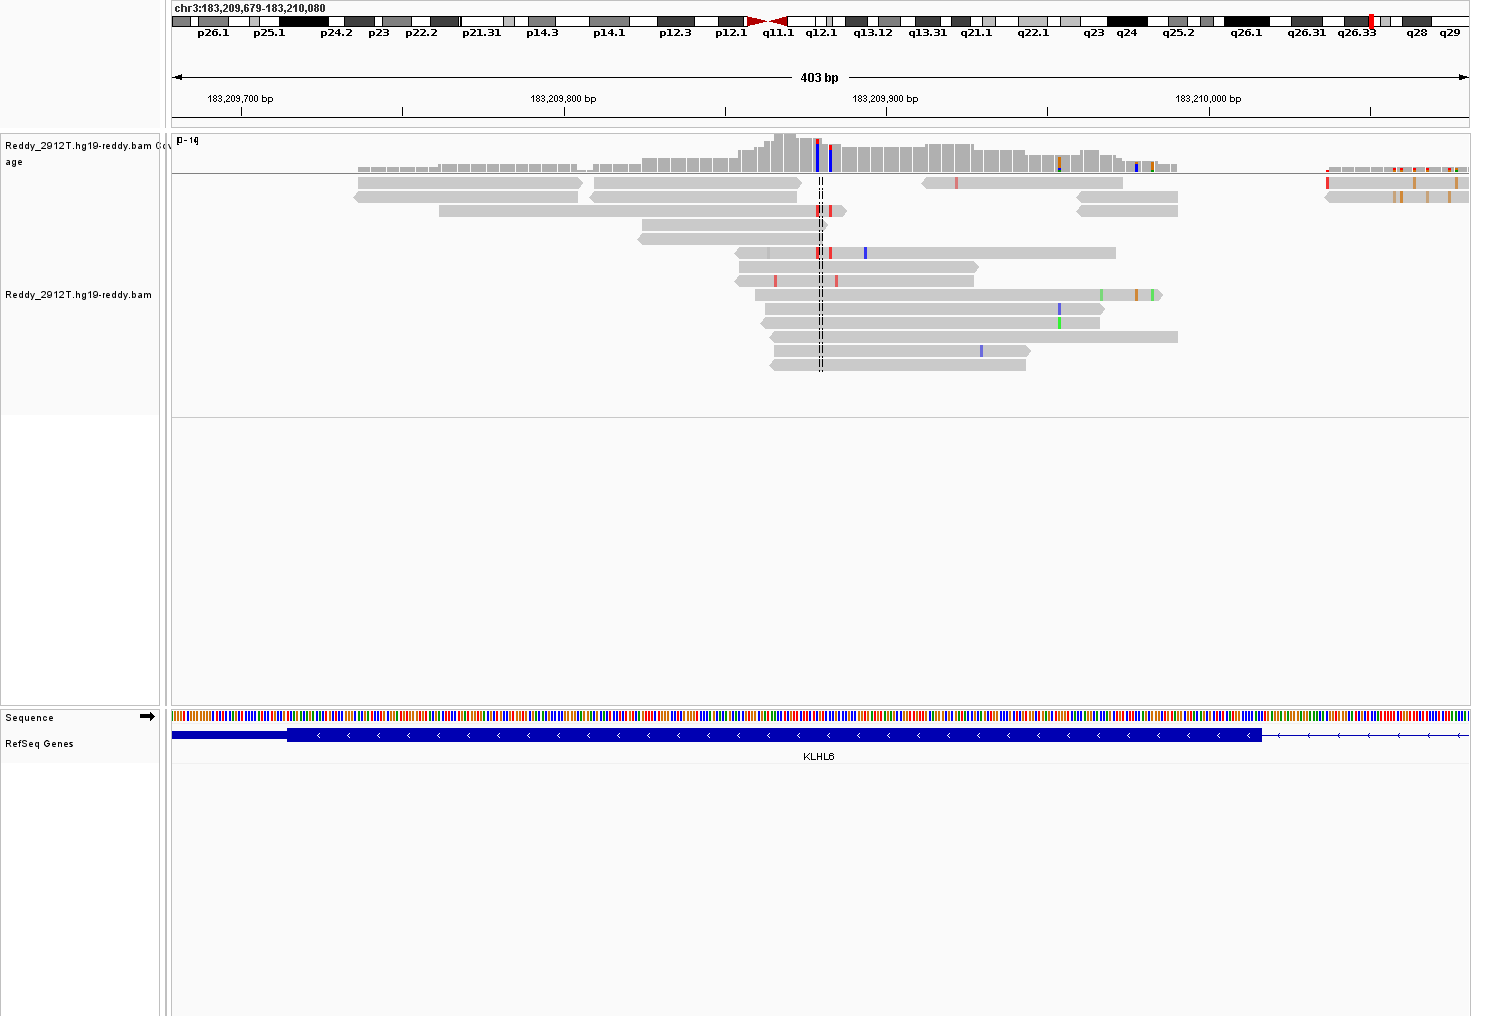 chr3:183,209,679-183,210,080
p26.1 p25.1 p24.2 p23 p22.2 p21.31 p14.3 p14.1 p12.3 p12.1 q11.1 q12.1 q13.12 q13.31 q21.1 q22.1 q23 q24 q25.2 q26.1 q26.31 q26.33 q28 q29
403 bp
183,209,700 bp 183,209,800 bp 183,209,900 bp 183,210,000 bp
Reddy_2912T.hg19-reddy.bam Cov
age
[0 - 14]
Reddy_2912T.hg19-reddy.bam
Sequence
RefSeq Genes
KLHL6